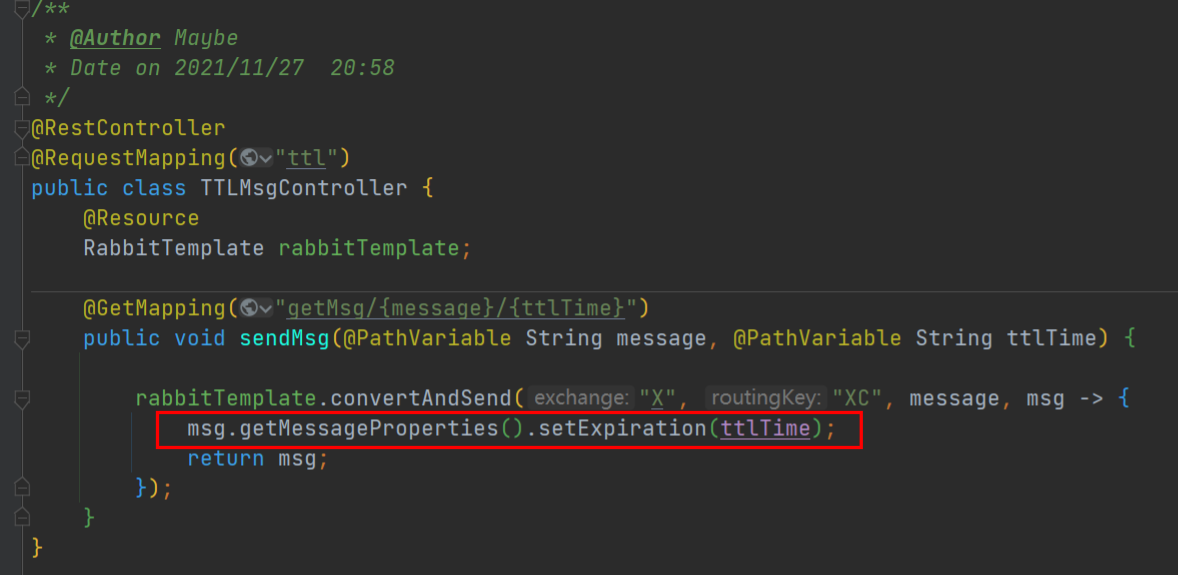 /**
 * @Author Maybe
 * Date on 2021/11/27  20:58
 */
@RestController
@RequestMapping("ttl")
public class TTLMsgController {
    @Resource
    RabbitTemplate rabbitTemplate;
    @GetMapping("getMsg/{message}/{ttlTime}")
    public void sendMsg(@PathVariable String message, @PathVariable String ttlTime) {
        rabbitTemplate.convertAndSend( exchange: "X", routingKey: "XC", message, msg -> {
            msg.getMessageProperties().setExpiration(ttlTime);
            return msg;
        });
    }
}